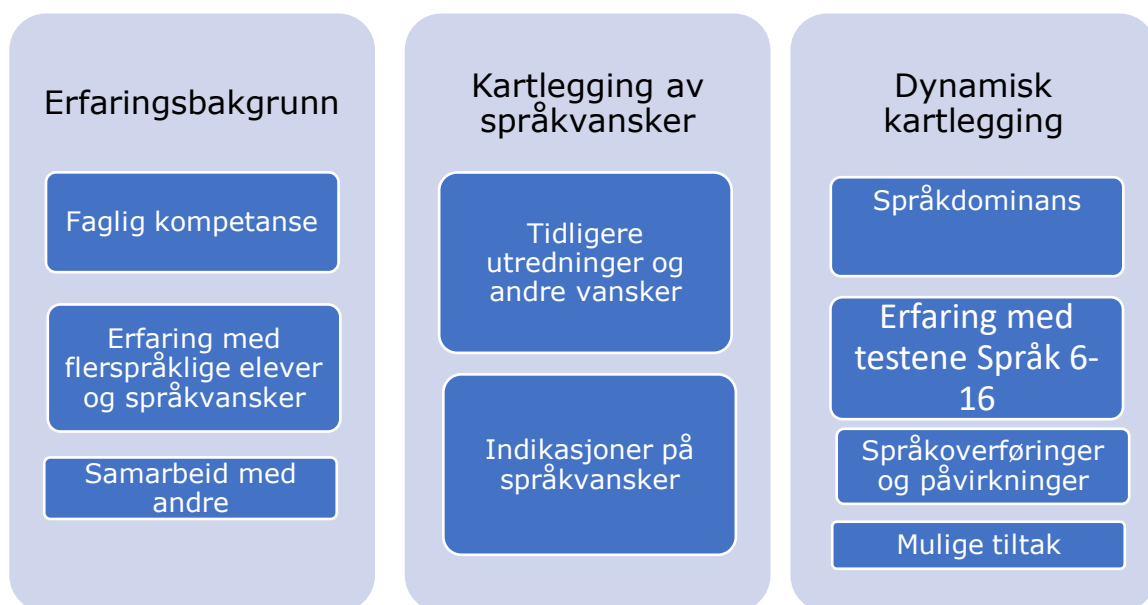 Erfaringsbakgrunn
Faglig kompetanse
Erfaring med
flerspråklige elever
og språkvansker
Samarbeid med
andre
Kartlegging av
språkvansker
Tidligere
utredninger og
andre vansker
Indikasjoner på
språkvansker
Dynamisk
kartlegging
Språkdominans
Erfaring med
testene Språk 6-
16
Språkoverføringer
og påvirkninger
Mulige tiltak